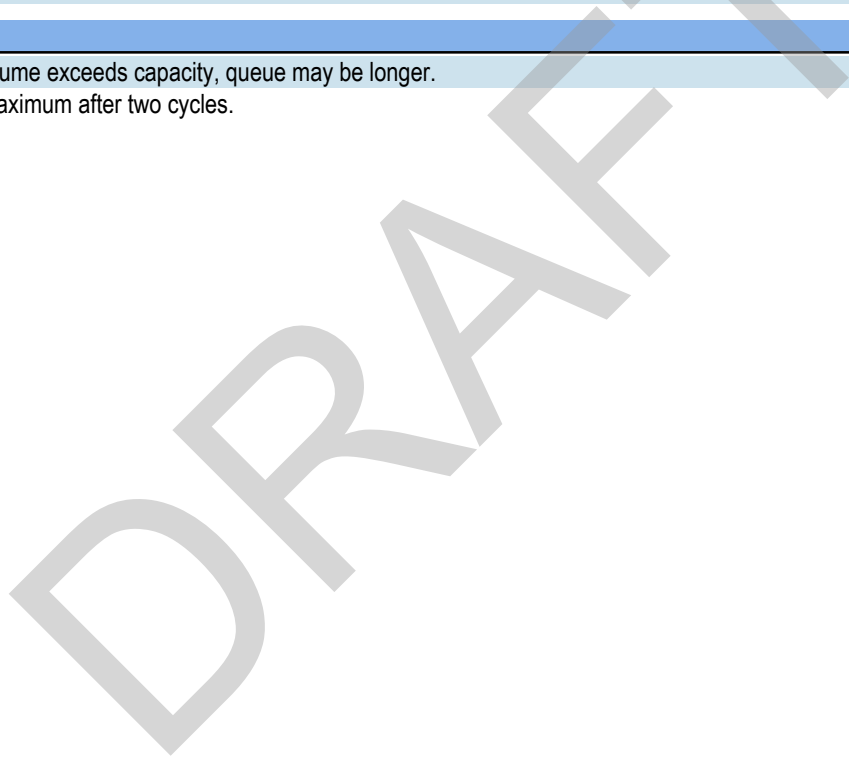 ume exceeds capacity, queue may be longer.
aximum after two cycles.
DRAFT